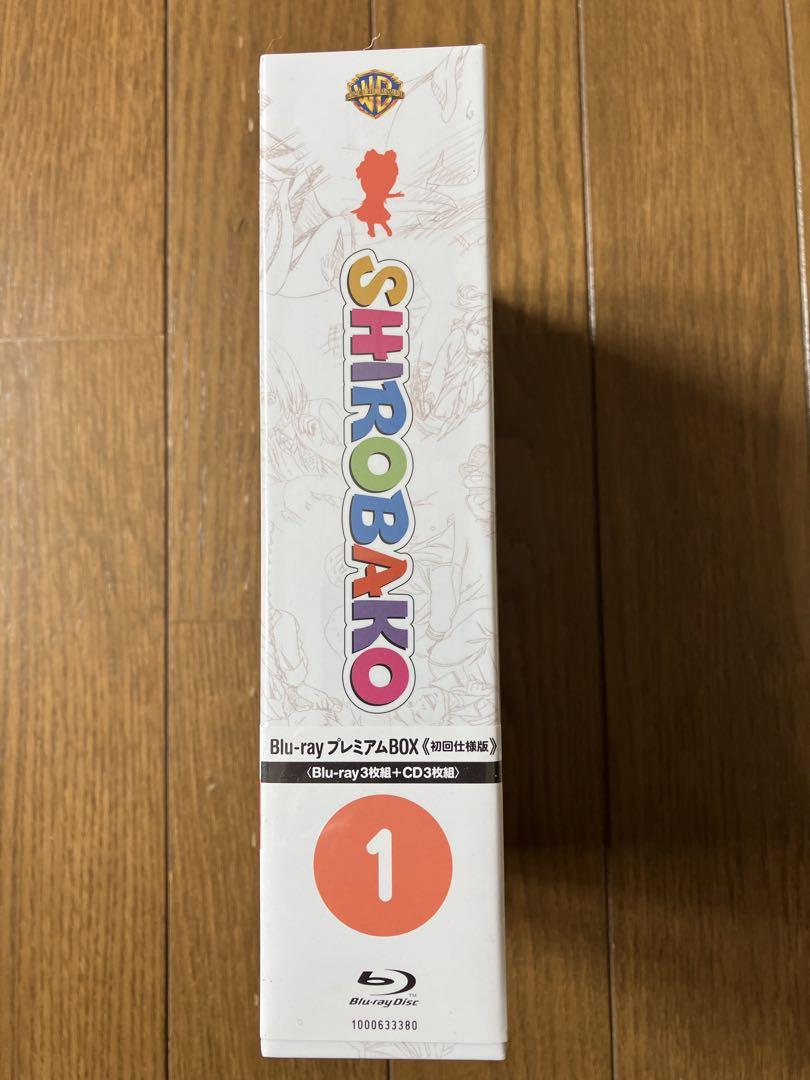 WB
SHIROBAKO
Blu-ray プレミアムBOX《初回仕様版》
〈Blu-ray3枚組+CD3枚組〉
1
Blu-ray Disc™
1000633380